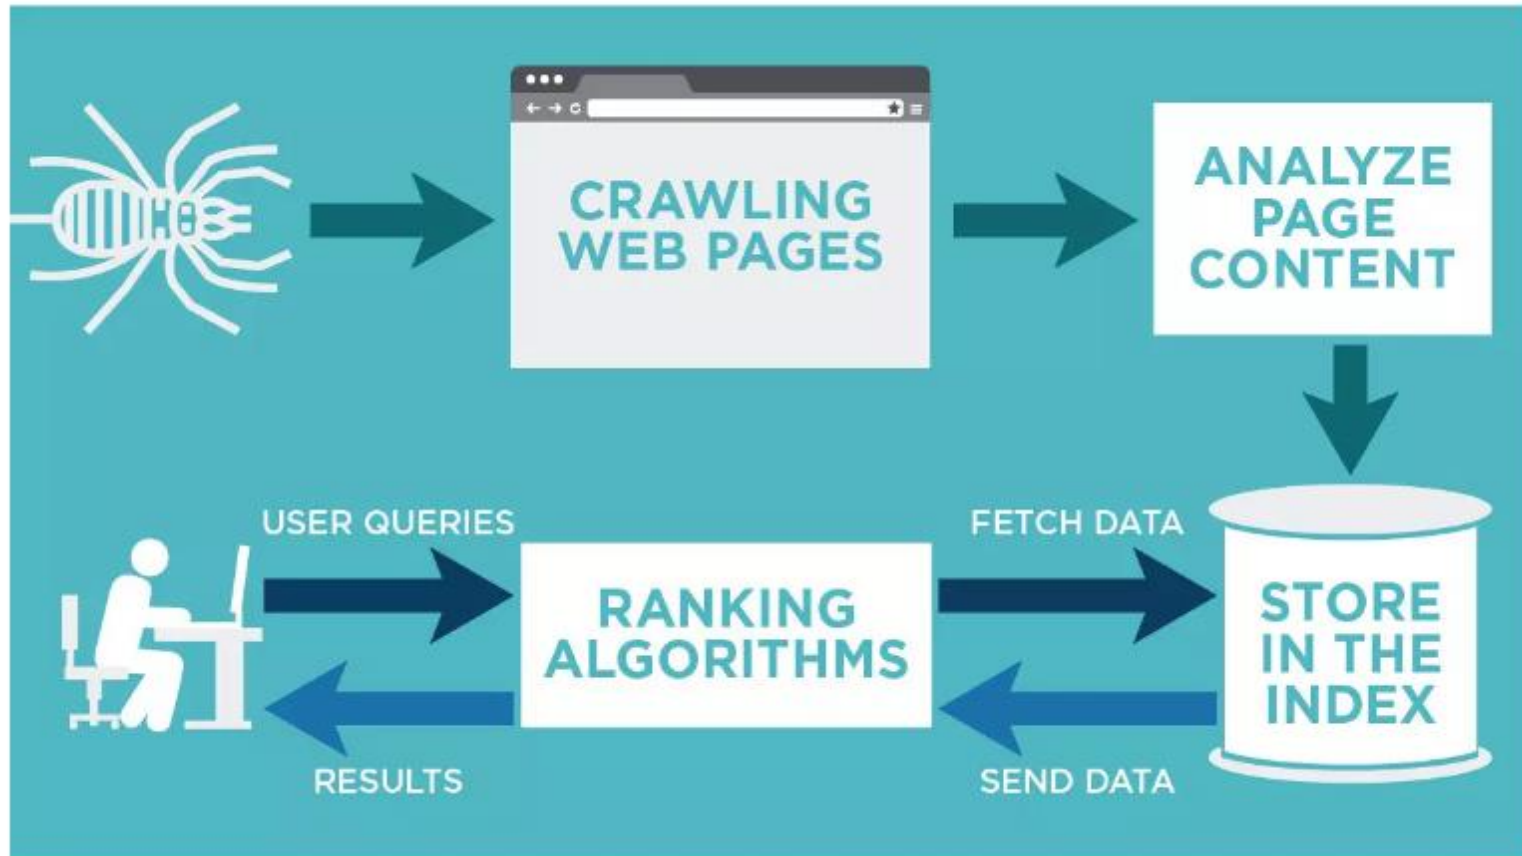 CRAWLING
WEB PAGES
ANALYZE
PAGE
CONTENT
USER QUERIES
FETCH DATA
RANKING
ALGORITHMS
STORE
IN THE
INDEX
RESULTS
SEND DATA